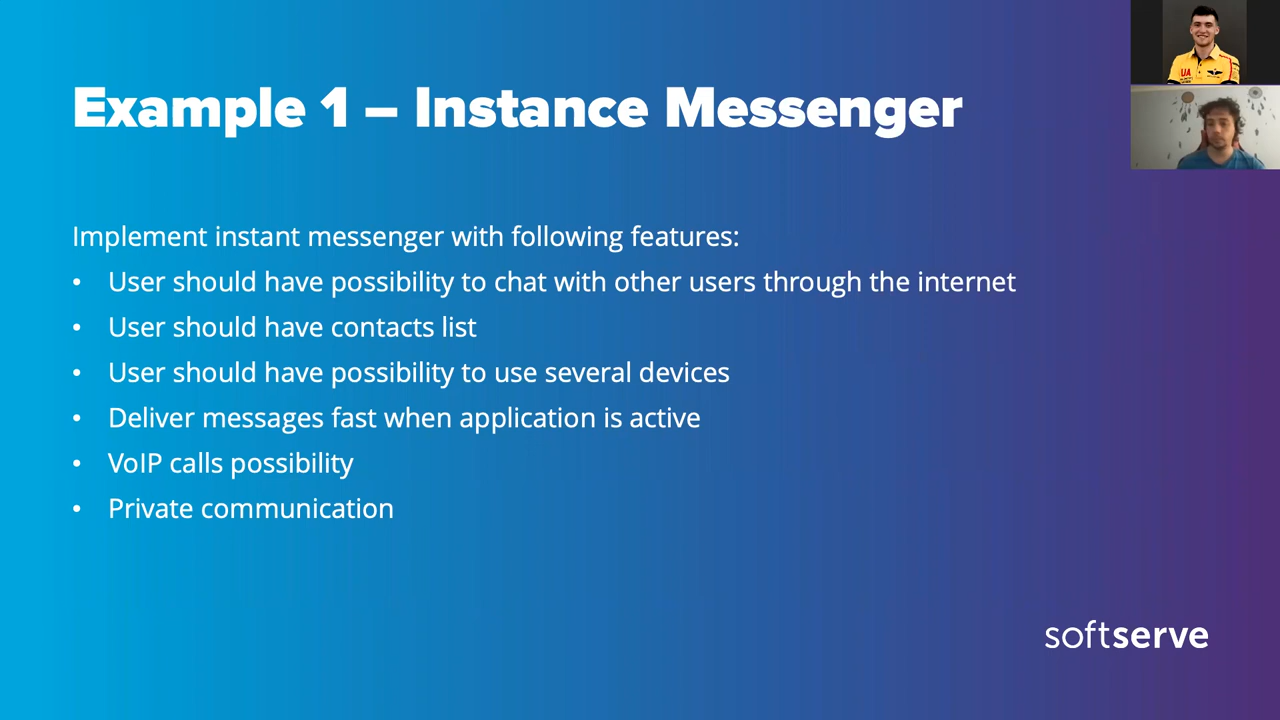 Example 1 – Instance Messenger
Implement instant messenger with following features:
• User should have possibility to chat with other users through the internet
• User should have contacts list
• User should have possibility to use several devices
• Deliver messages fast when application is active
• VoIP calls possibility
• Private communication
softserve
UA